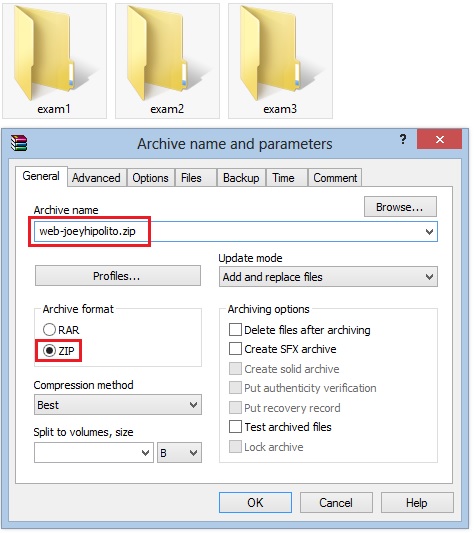 exam1 exam2 exam3
Archive name and parameters ?
General Advanced Options Files Backup Time Comment
Archive name
Browse...
web-joeyhipolito.zip
Update mode
Profiles...
Add and replace files
Archive format
RAR
ZIP
Compression method
Best
Split to volumes, size
B
Archiving options
Delete files after archiving
Create SFX archive
Create solid archive
Put authenticity verification
Put recovery record
Test archived files
Lock archive
OK Cancel Help